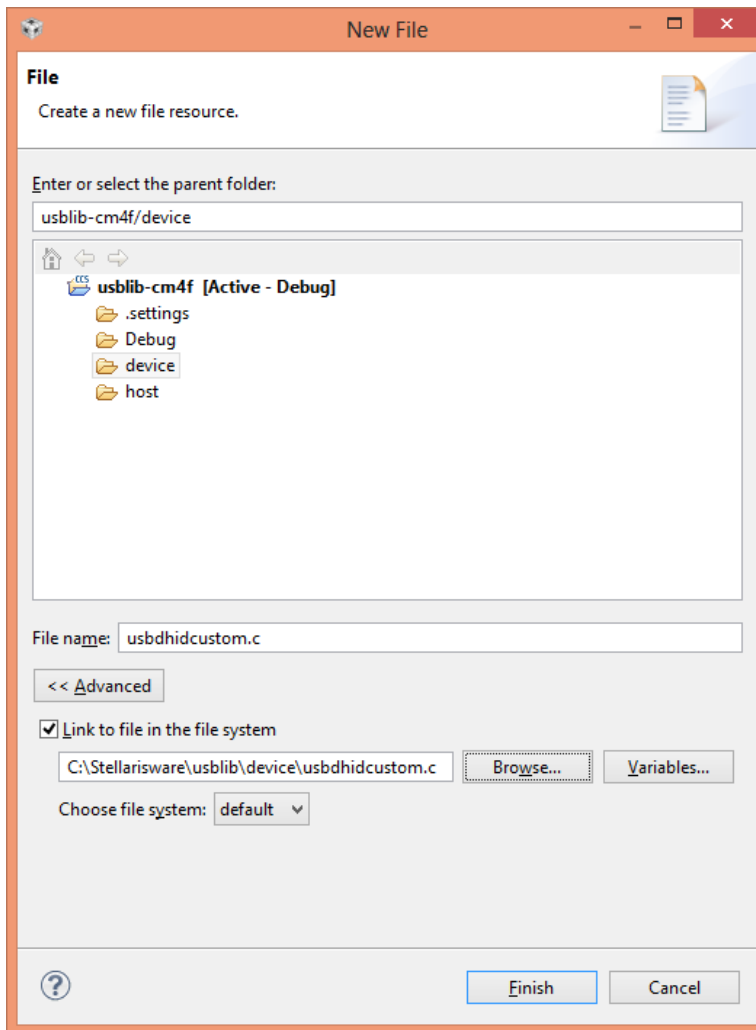 New File
File
Create a new file resource.
Enter or select the parent folder:
usblib-cm4f/device
CCS
usblib-cm4f [Active - Debug]
.settings
Debug
device
host
File name: usbdhidcustom.c
<< Advanced
Link to file in the file system
C:\Stellarisware\usblib\device\usbdhidcustom.c Browse... Variables...
Choose file system: default
? Finish Cancel